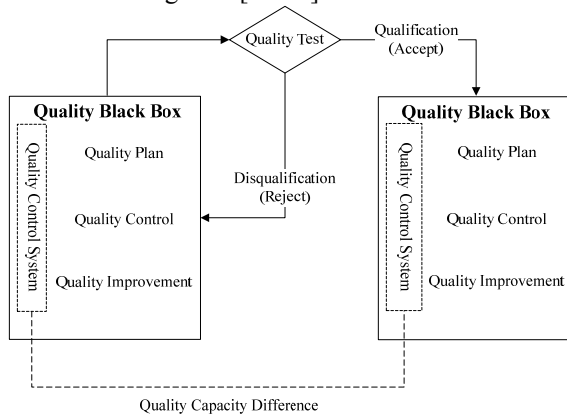 Quality Test
Qualification
(Accept)
Quality Black Box
Quality Control System
Quality Plan
Quality Control
Quality Improvement
Disqualification
(Reject)
Quality Black Box
Quality Control System
Quality Plan
Quality Control
Quality Improvement
Quality Capacity Difference